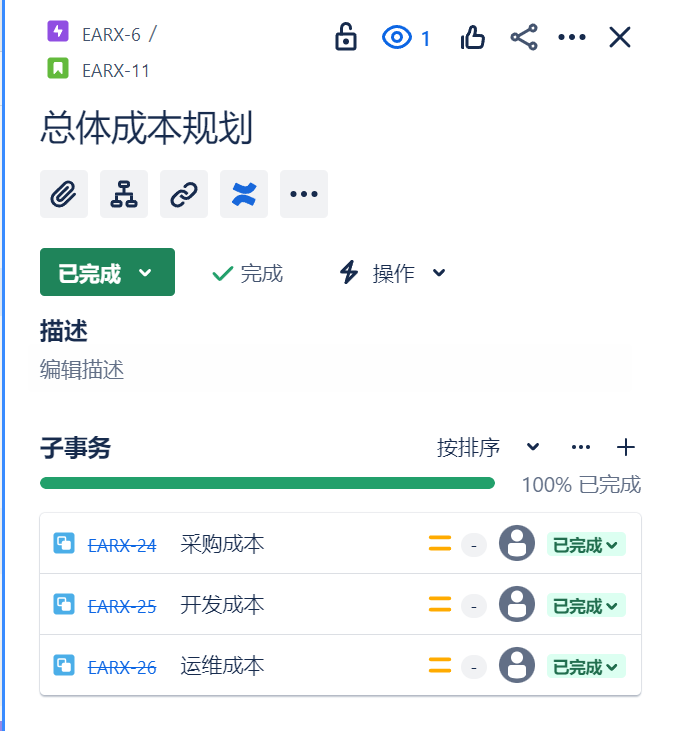 EARX-6 /
1
EARX-11
总体成本规划
已完成 完成 操作
描述
编辑描述
子事务 按排序
100% 已完成
EARX-24 采购成本 - 已完成
EARX-25 开发成本 - 已完成
EARX-26 运维成本 - 已完成